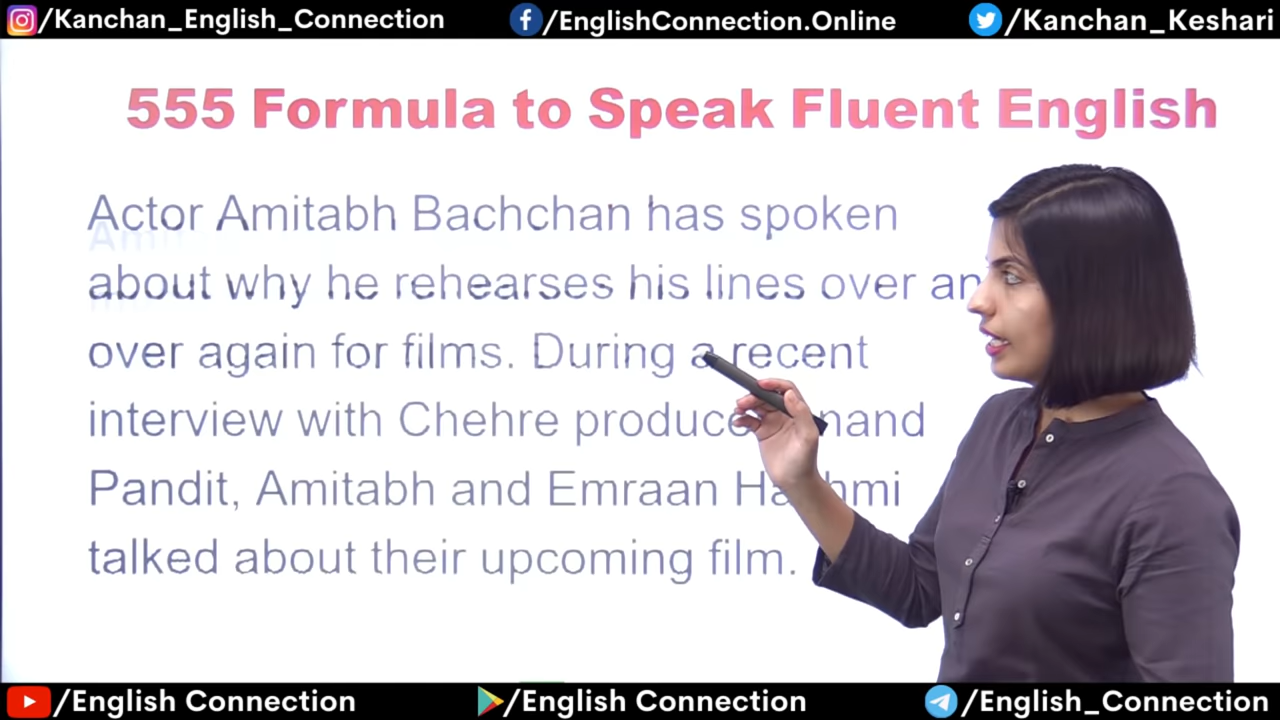 /Kanchan_English_Connection
/EnglishConnection.Online
/Kanchan_Keshari
555 Formula to Speak Fluent English
Actor Amitabh Bachchan has spoken
about why he rehearses his lines over
over again for films. During a recent
interview with Chehre
Pandit, Amitabh and Emraan
talked about their upcoming film.
/English Connection
/English Connection
/English_Connection